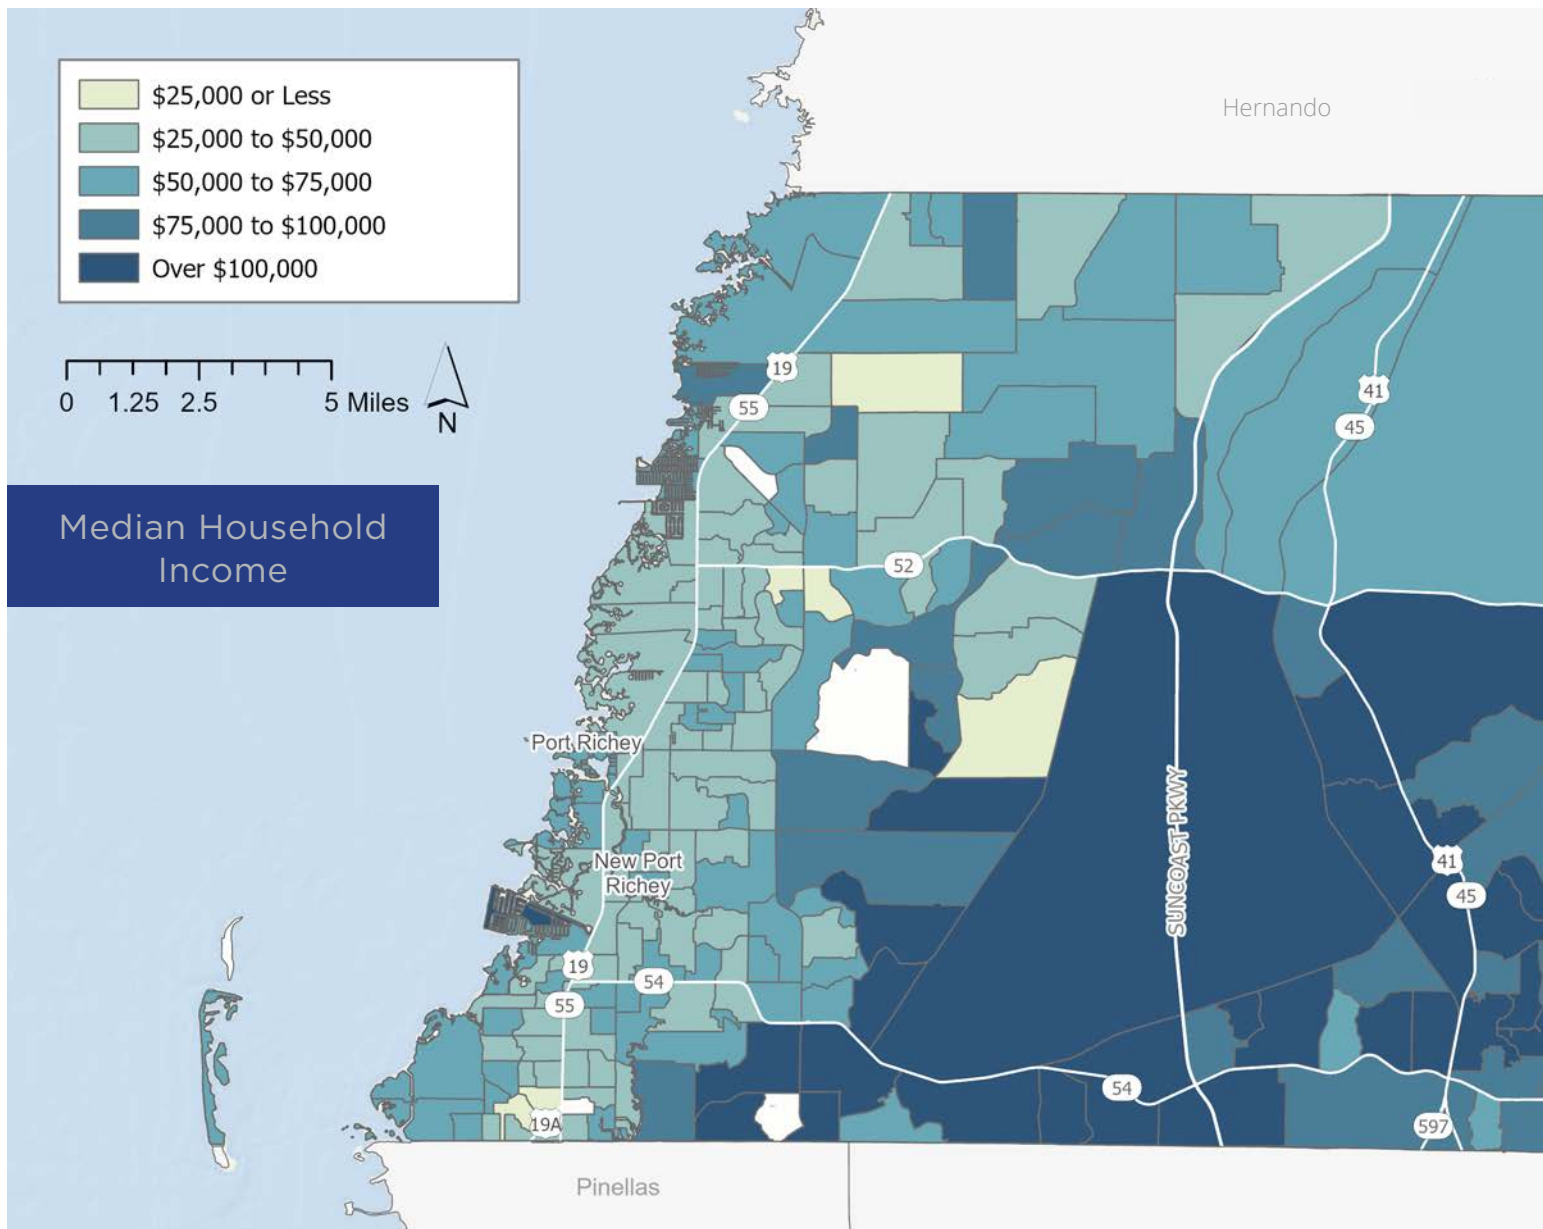 $25,000 or Less
$25,000 to $50,000
$50,000 to $75,000
$75,000 to $100,000
Over $100,000
0 1.25 2.5 5 Miles
N
Median Household
Income
Hernando
19
55
41
45
52
Port Richey
SUNCOAST PKWY
New Port
Richey
41
45
19
54
55
54
19A
597
Pinellas